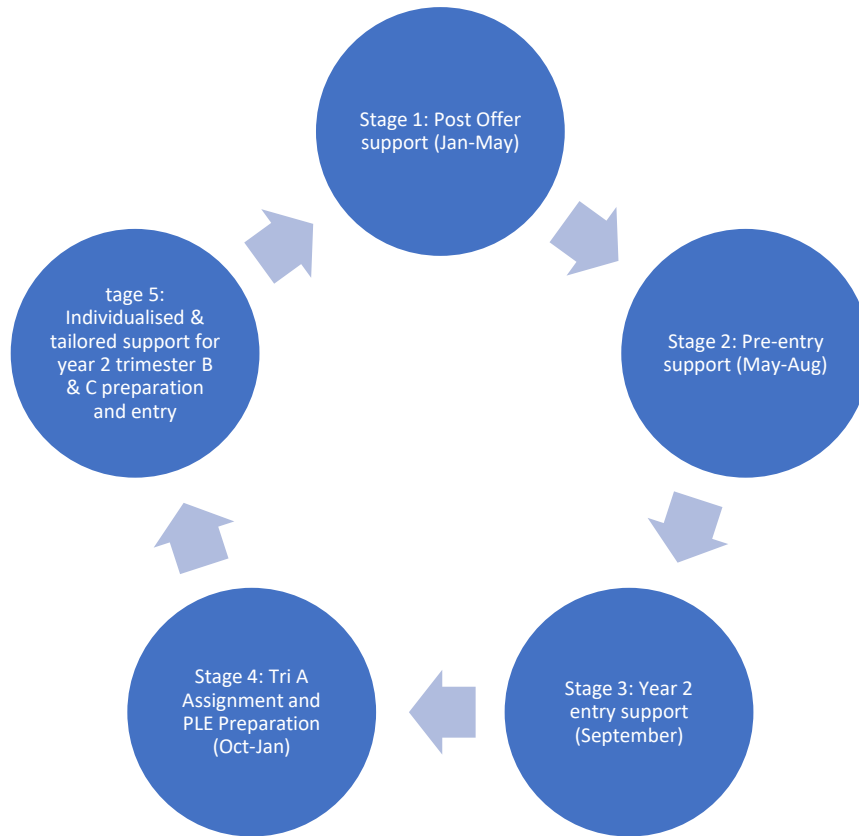 Stage 1: Post Offer
support (Jan-May)
Stage 2: Pre-entry
support (May-Aug)
Stage 3: Year 2
entry support
(September)
Stage 4: Tri A
Assignment and
PLE Preparation
(Oct-Jan)
tage 5:
Individualised &
tailored support for
year 2 trimester B
& C preparation
and entry